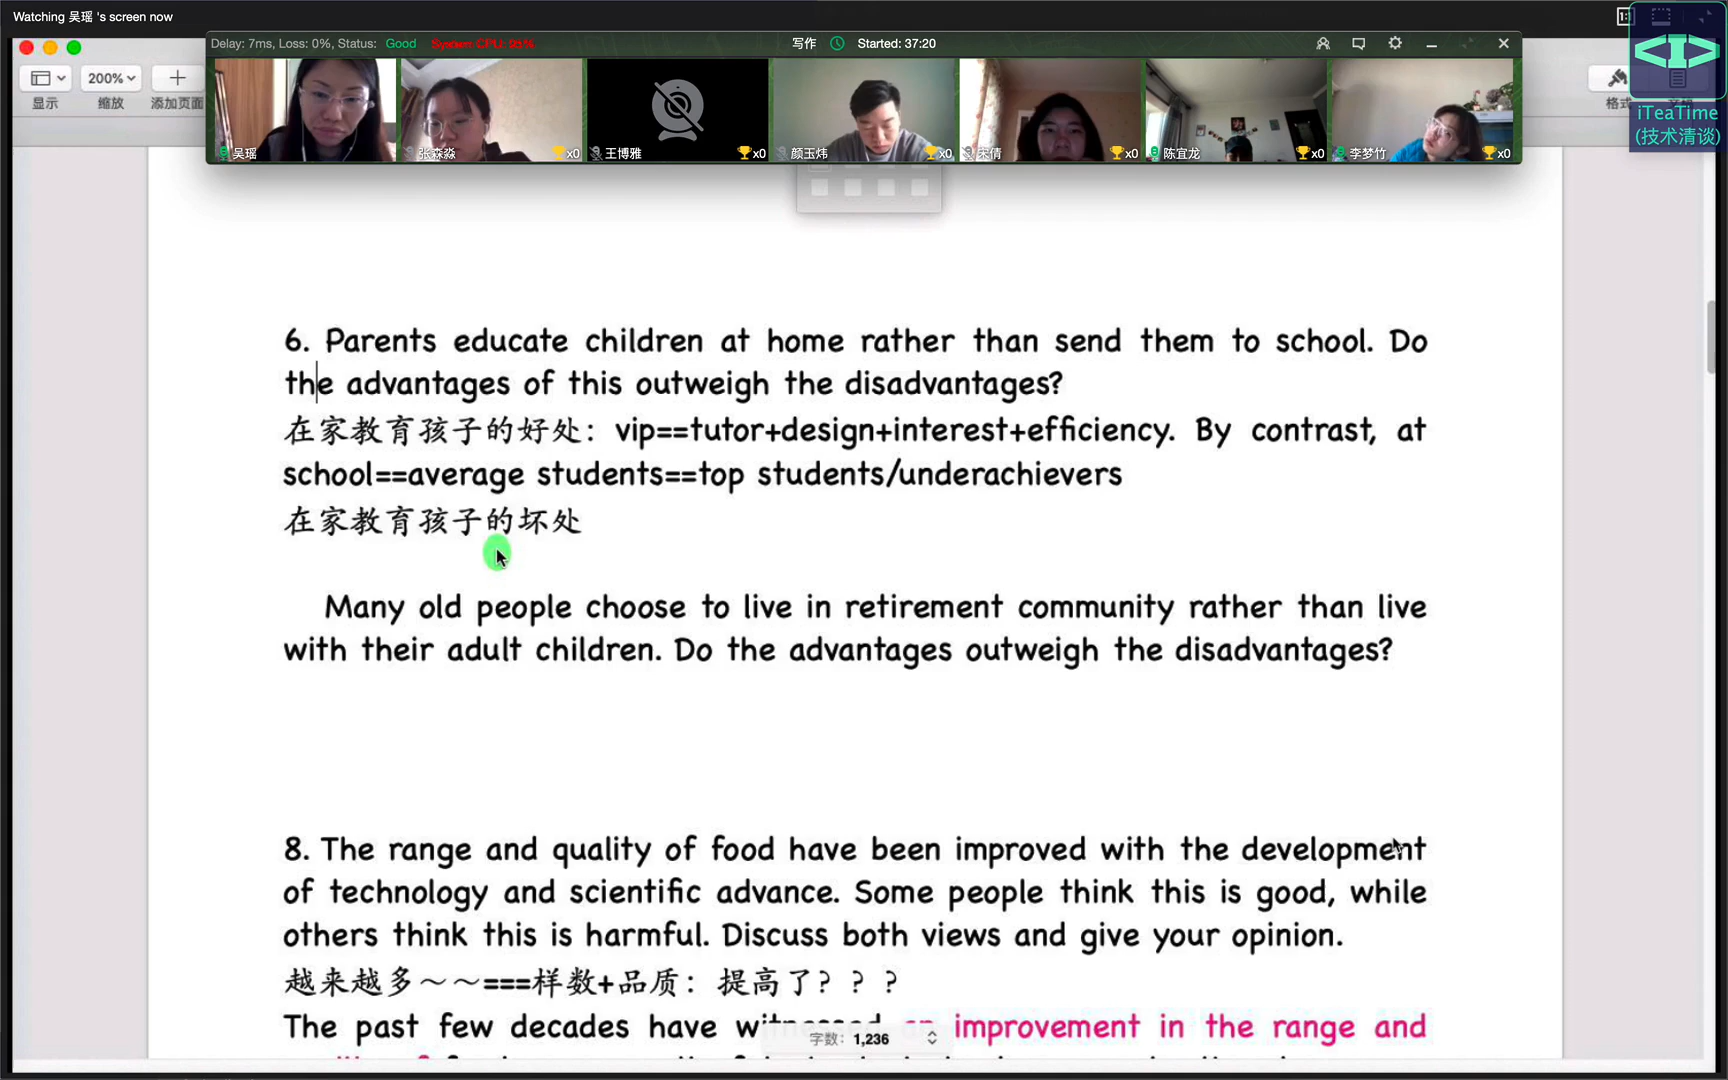 Watching 吴瑶 's screen now
Delay: 7ms, Loss: 0%, Status: Good System CPU: 95%
写作 Started: 37:20
200%
显示 缩放 添加页面
吴瑶 张森淼 x0 王博雅 x0 颜玉炜 x0 宋倩 x0 陈宜龙 x0 李梦竹 x0
iTeaTime
(技术清谈)
6. Parents educate children at home rather than send them to school. Do
the advantages of this outweigh the disadvantages?
在家教育孩子的好处：vip==tutor+design+interest+efficiency. By contrast, at
school==average students==top students/underachievers
在家教育孩子的坏处
Many old people choose to live in retirement community rather than live
with their adult children. Do the advantages outweigh the disadvantages?
8. The range and quality of food have been improved with the development
of technology and scientific advance. Some people think this is good, while
others think this is harmful. Discuss both views and give your opinion.
越来越多～～===样数+品质：提高了？？？
The past few decades have witnessed an improvement in the range and
字数： 1,236